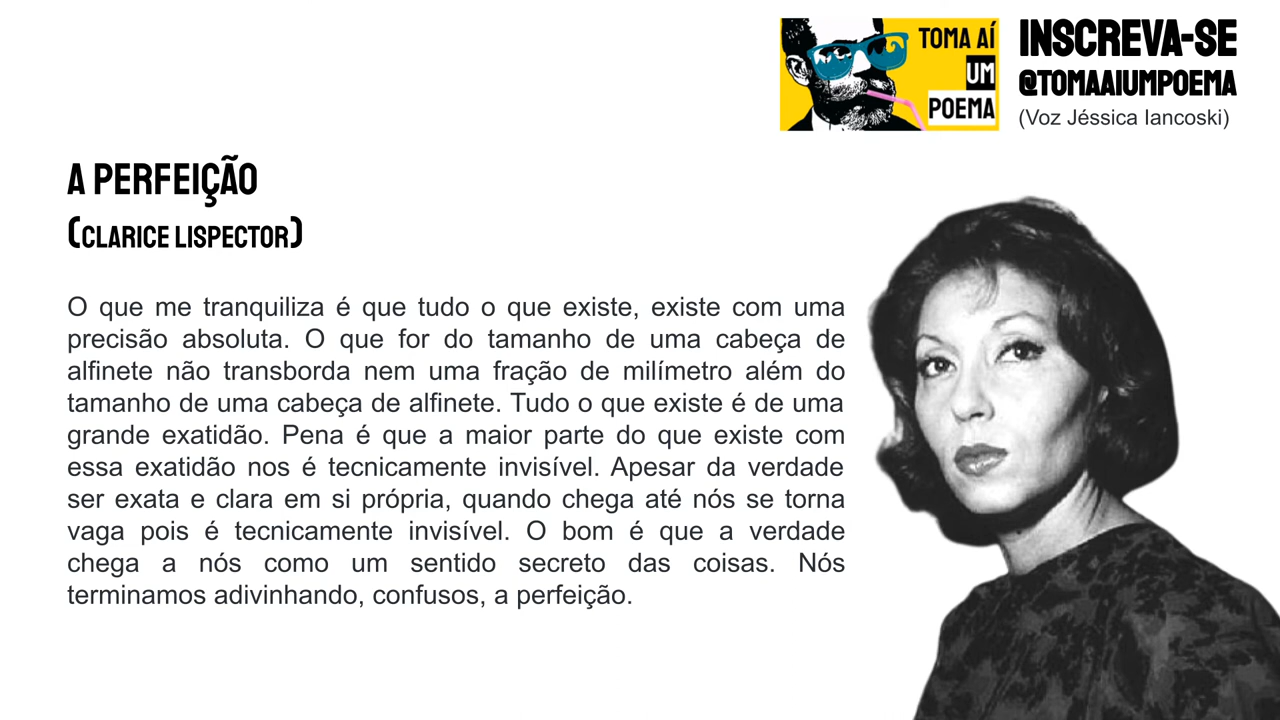 TOMA AÍ
UM
POEMA
INSCREVA-SE
@TOMAAIUMPOEMA
(Voz Jéssica Iancoski)
A PERFEIÇÃO
(CLARICE LISPECTOR)
O que me tranquiliza é que tudo o que existe, existe com uma
precisão absoluta. O que for do tamanho de uma cabeça de
alfinete não transborda nem uma fração de milímetro além do
tamanho de uma cabeça de alfinete. Tudo o que existe é de uma
grande exatidão. Pena é que a maior parte do que existe com
essa exatidão nos é tecnicamente invisível. Apesar da verdade
ser exata e clara em si própria, quando chega até nós se torna
vaga pois é tecnicamente invisível. O bom é que a verdade
chega a nós como um sentido secreto das coisas. Nós
terminamos adivinhando, confusos, a perfeição.